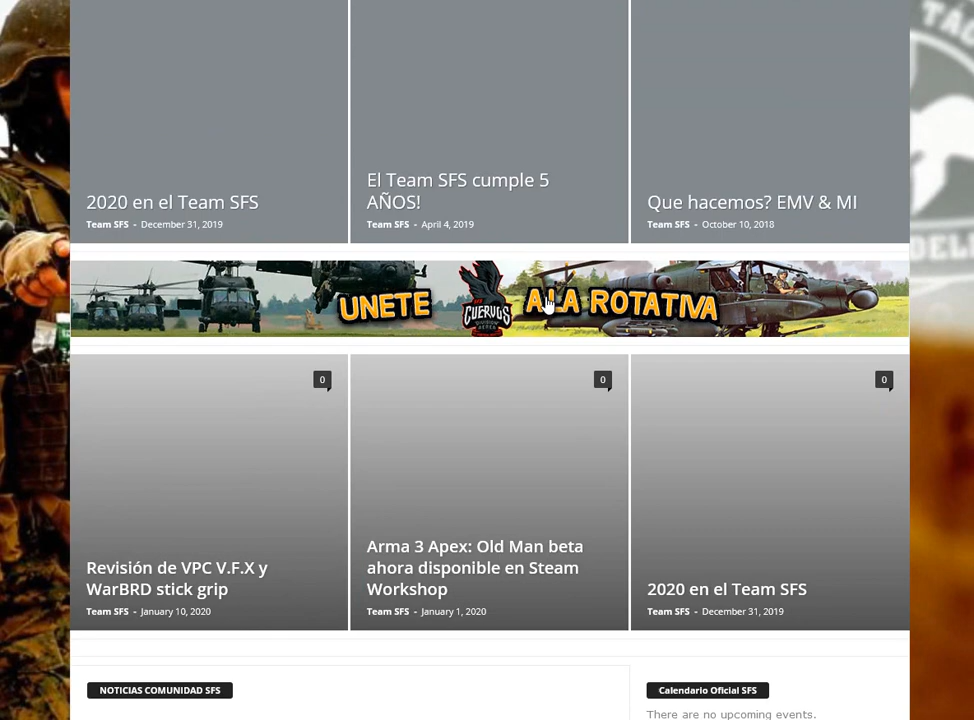 2020 en el Team SFS
Team SFS - December 31, 2019
El Team SFS cumple 5
AÑOS!
Team SFS - April 4, 2019
Que hacemos? EMV & MI
Team SFS - October 10, 2018
UNETE
CUERVOS
A LA ROTATIVA
0
Revisión de VPC V.F.X y
WarBRD stick grip
Team SFS - January 10, 2020
0
Arma 3 Apex: Old Man beta
ahora disponible en Steam
Workshop
Team SFS - January 1, 2020
0
2020 en el Team SFS
Team SFS - December 31, 2019
NOTICIAS COMUNIDAD SFS
Calendario Oficial SFS
There are no upcoming events.